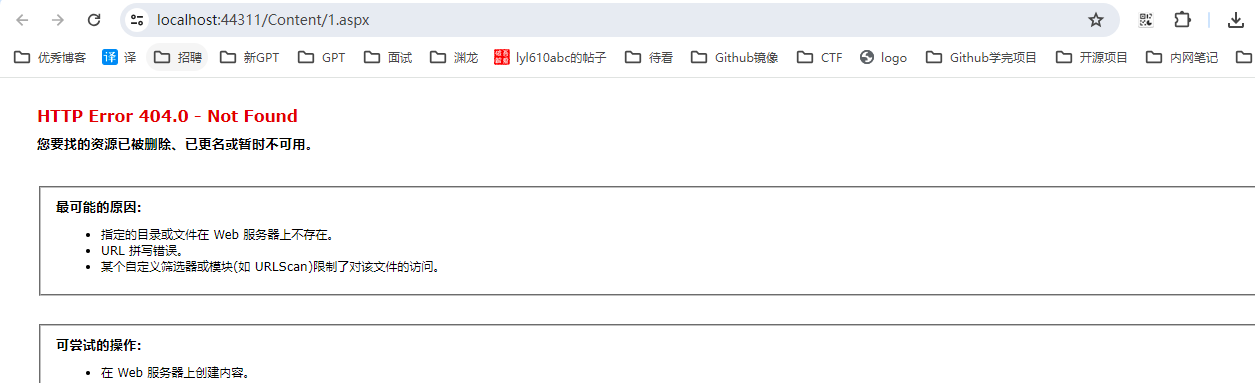 localhost:44311/Content/1.aspx
优秀博客 译 译 招聘 新GPT GPT 面试 渊龙 lyl610abc的帖子 待看 Github镜像 CTF logo Github学完项目 开源项目 内网笔记
HTTP Error 404.0 - Not Found
您要找的资源已被删除、已更名或暂时不可用。
最可能的原因:
• 指定的目录或文件在 Web 服务器上不存在。
• URL 拼写错误。
• 某个自定义筛选器或模块(如 URLScan)限制了对该文件的访问。
可尝试的操作:
• 在 Web 服务器上创建内容。